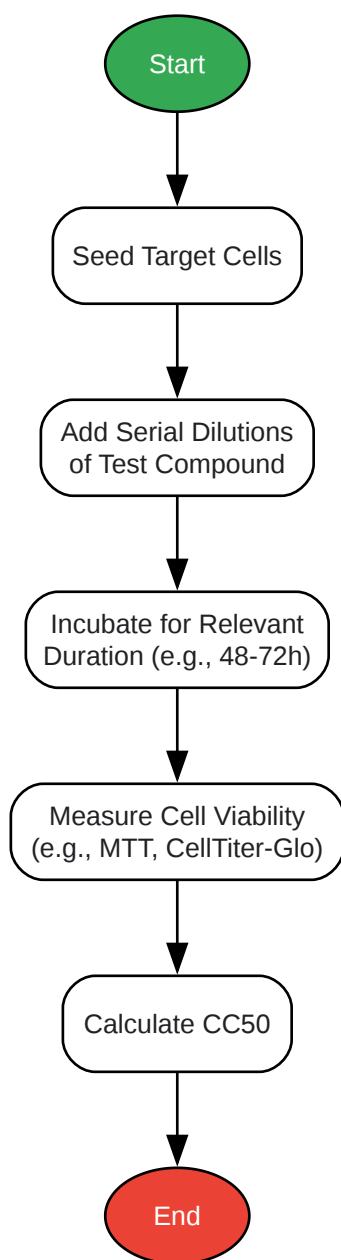 Start
Seed Target Cells
Add Serial Dilutions
of Test Compound
Incubate for Relevant
Duration (e.g., 48-72h)
Measure Cell Viability
(e.g., MTT, CellTiter-Glo)
Calculate CC50
End